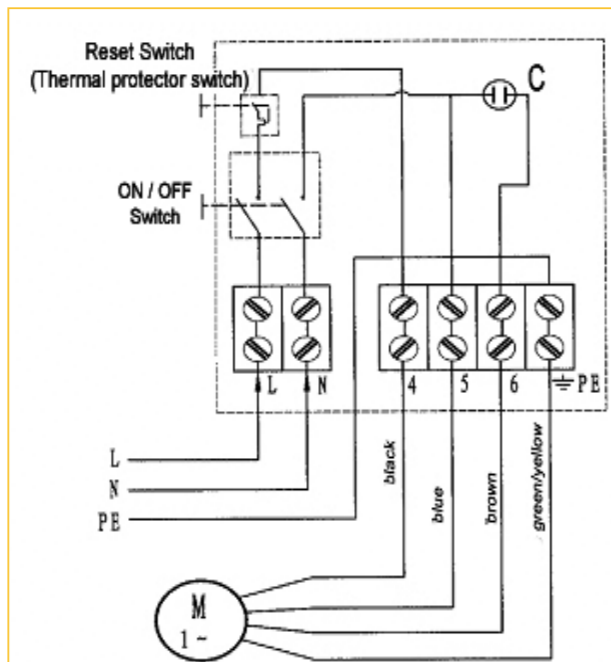 Reset Switch
(Thermal protector switch)
C
ON / OFF
Switch
L N 4 5 6 PE
black
blue
brown
green/yellow
L
N
PE
M
1 ~